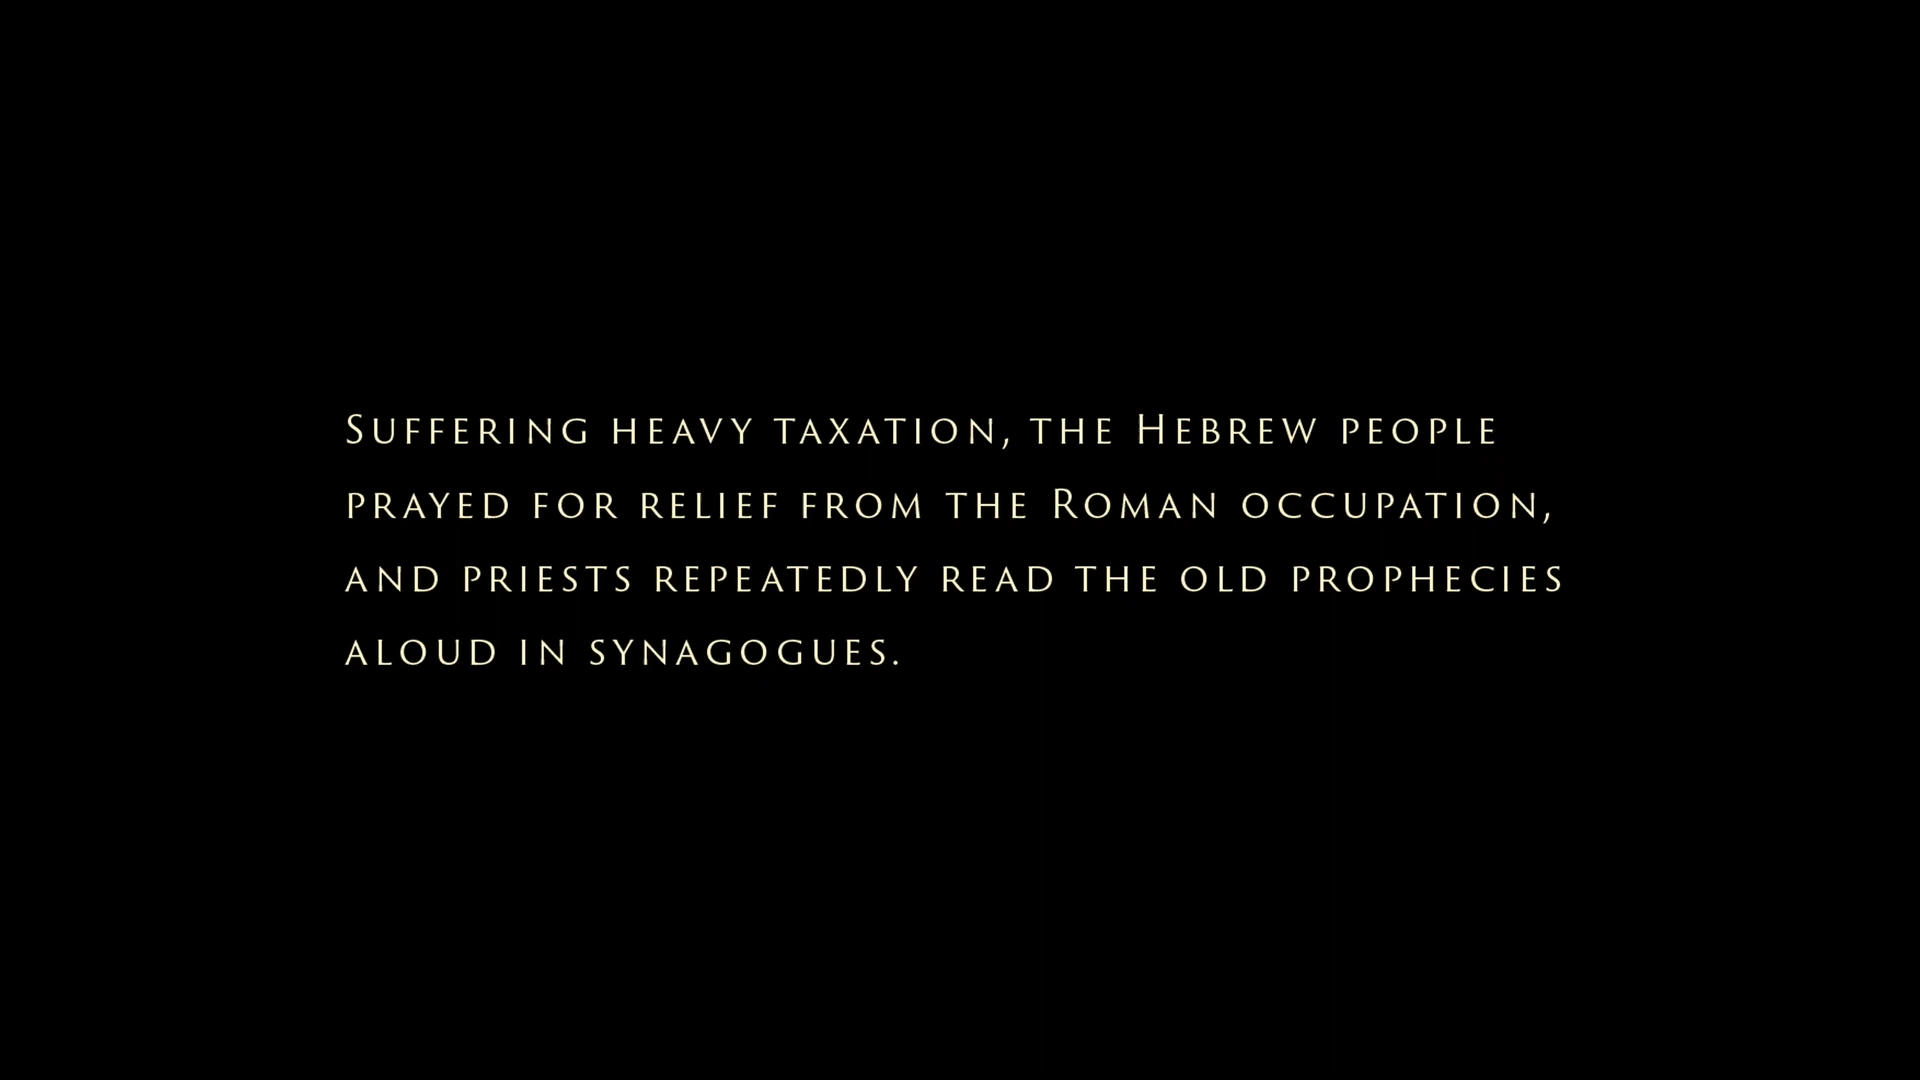 Suffering heavy taxation, the Hebrew people
prayed for relief from the Roman occupation,
and priests repeatedly read the old prophecies
aloud in synagogues.